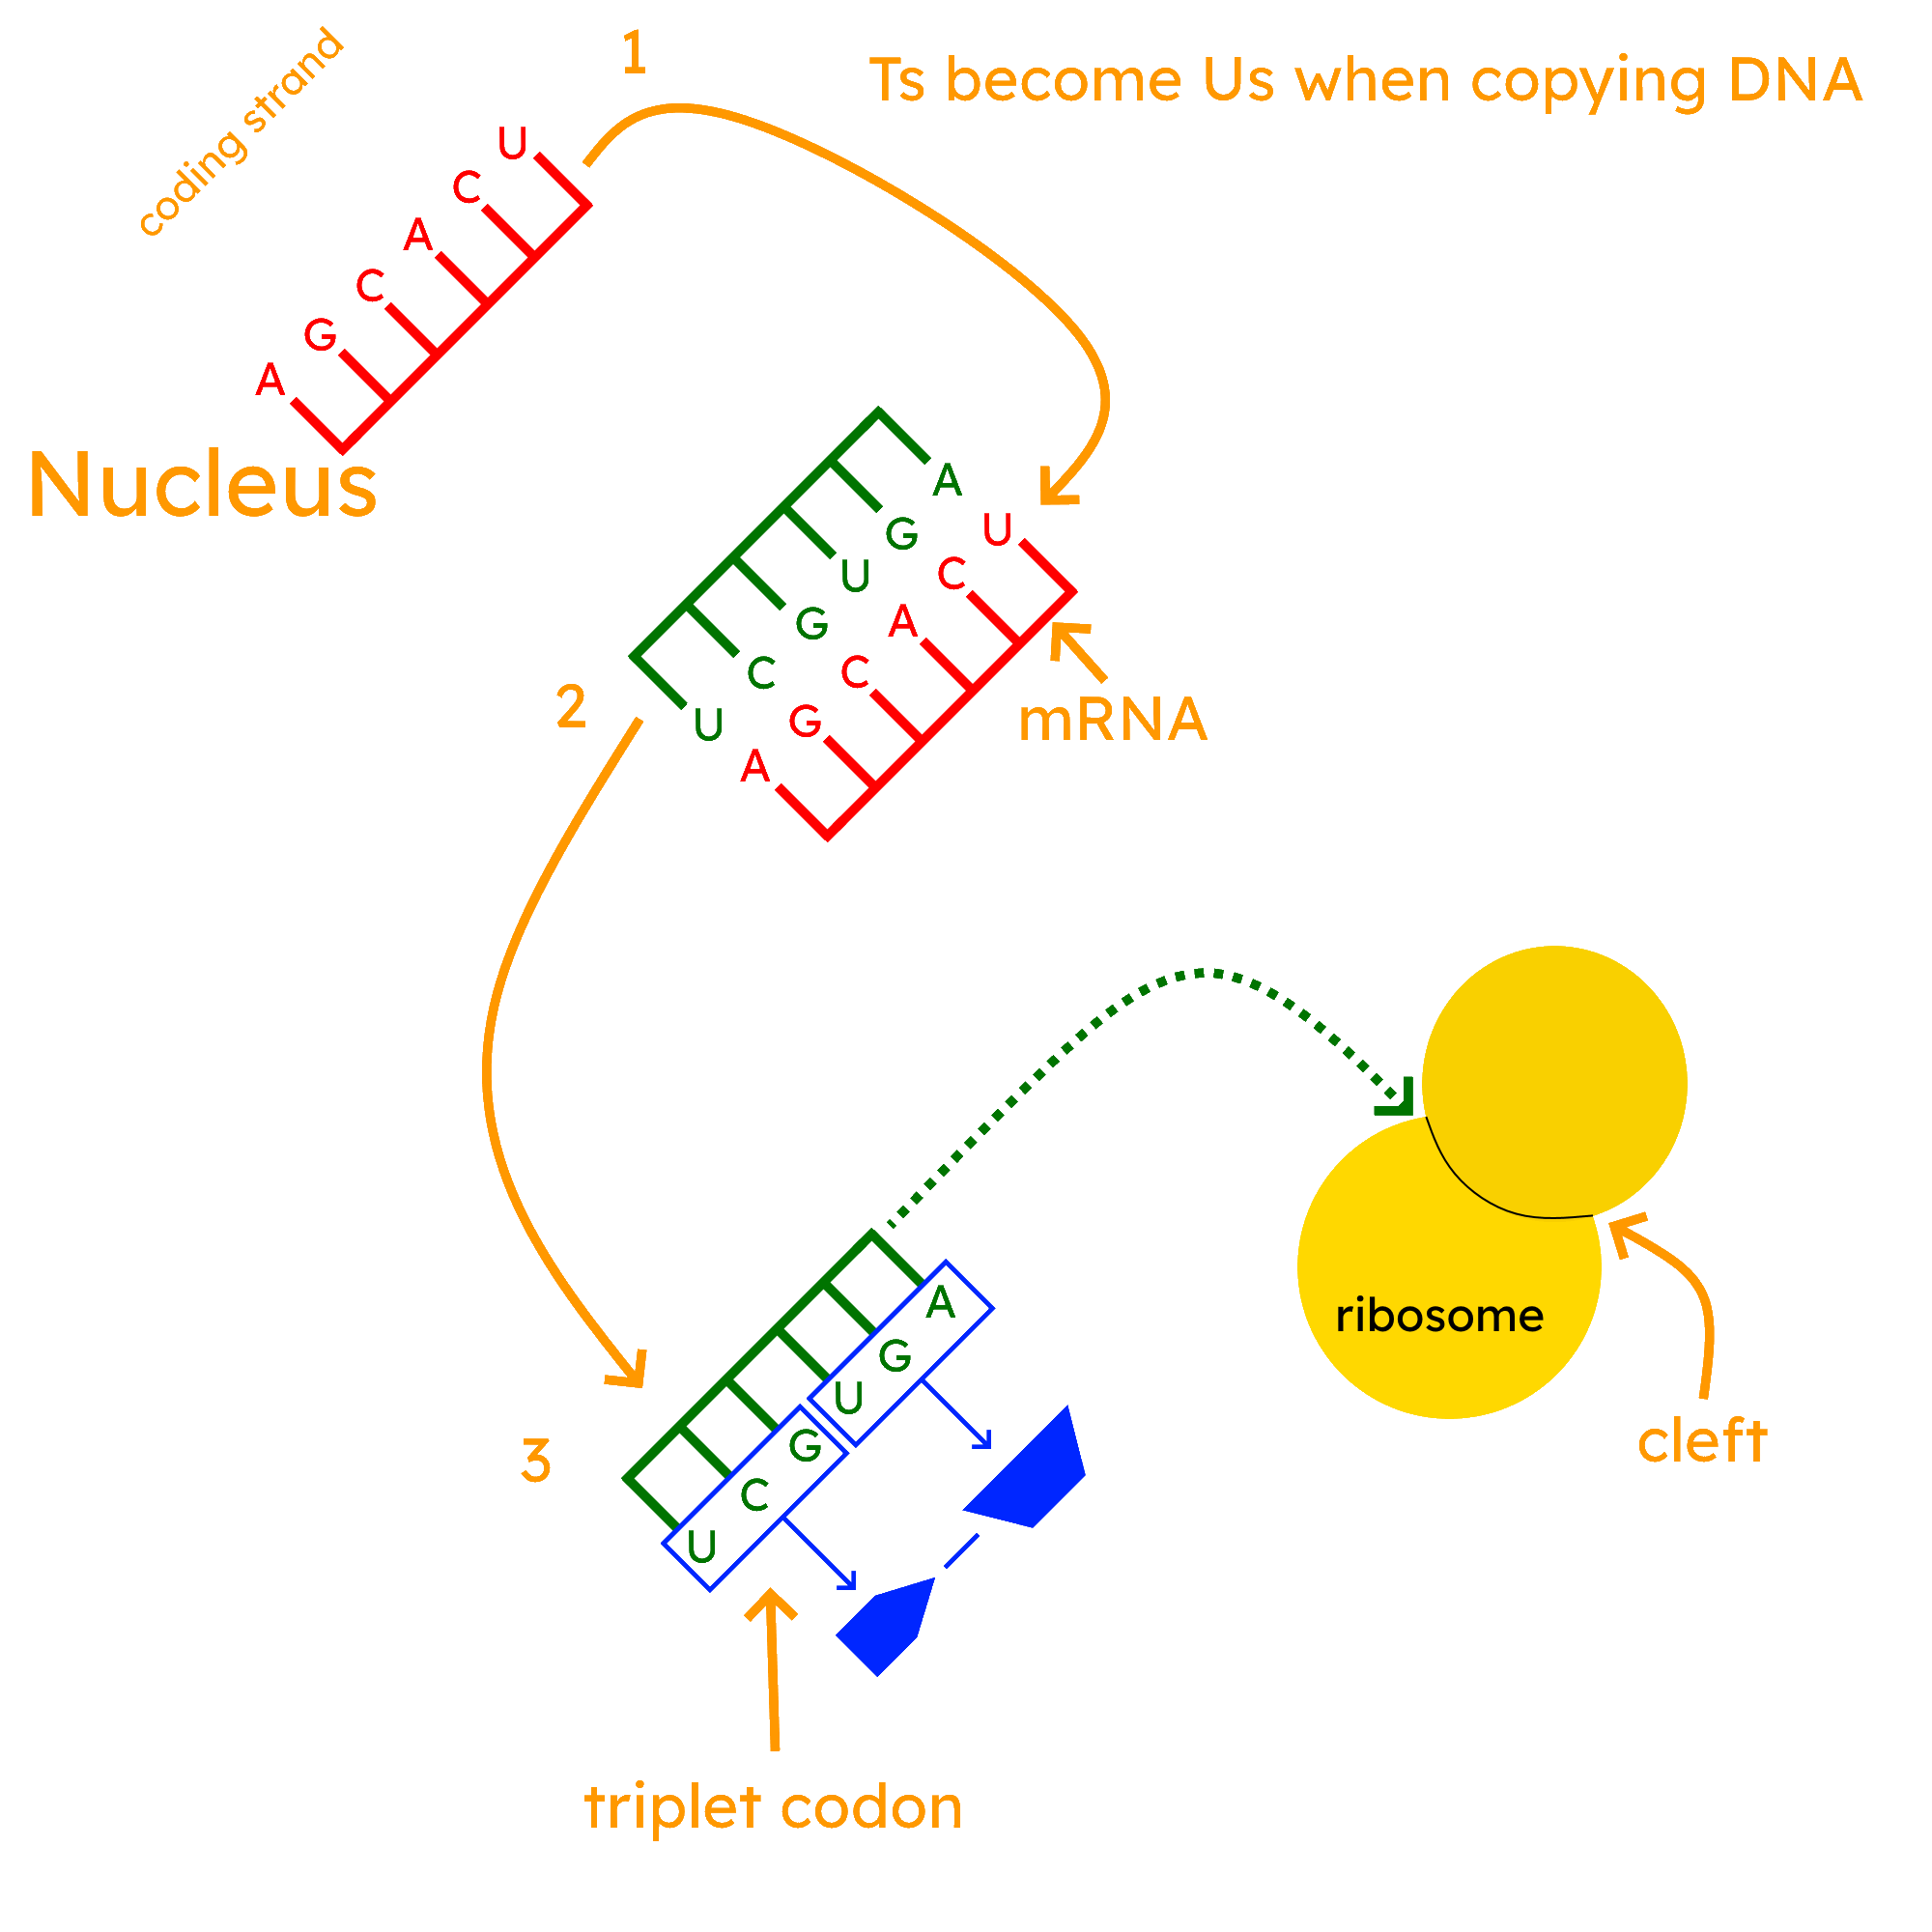 coding strand
1
Ts become Us when copying DNA
A G C A C U
Nucleus
A G U G C U
A G C A C U
mRNA
2
ribosome
cleft
3
U C G
U G A
triplet codon